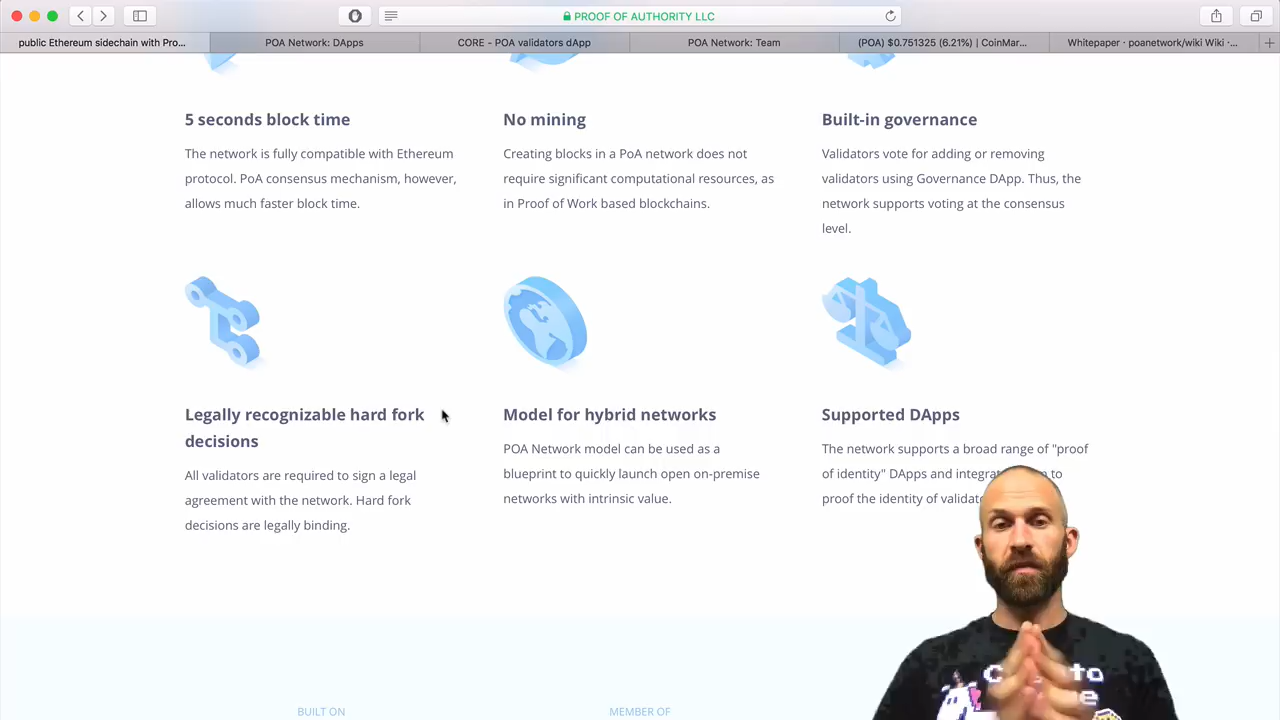 PROOF OF AUTHORITY LLC
public Ethereum sidechain with Pro...
POA Network: DApps
CORE - POA validators dApp
POA Network: Team
(POA) $0.751325 (6.21%) | CoinMar...
Whitepaper · poanetwork/wiki Wiki ·...
5 seconds block time
The network is fully compatible with Ethereum
protocol. PoA consensus mechanism, however,
allows much faster block time.
No mining
Creating blocks in a PoA network does not
require significant computational resources, as
in Proof of Work based blockchains.
Built-in governance
Validators vote for adding or removing
validators using Governance DApp. Thus, the
network supports voting at the consensus
level.
Legally recognizable hard fork
decisions
All validators are required to sign a legal
agreement with the network. Hard fork
decisions are legally binding.
Model for hybrid networks
POA Network model can be used as a
blueprint to quickly launch open on-premise
networks with intrinsic value.
Supported DApps
The network supports a broad range of "proof
of identity" DApps and to
proof the identity of
BUILT ON
MEMBER OF